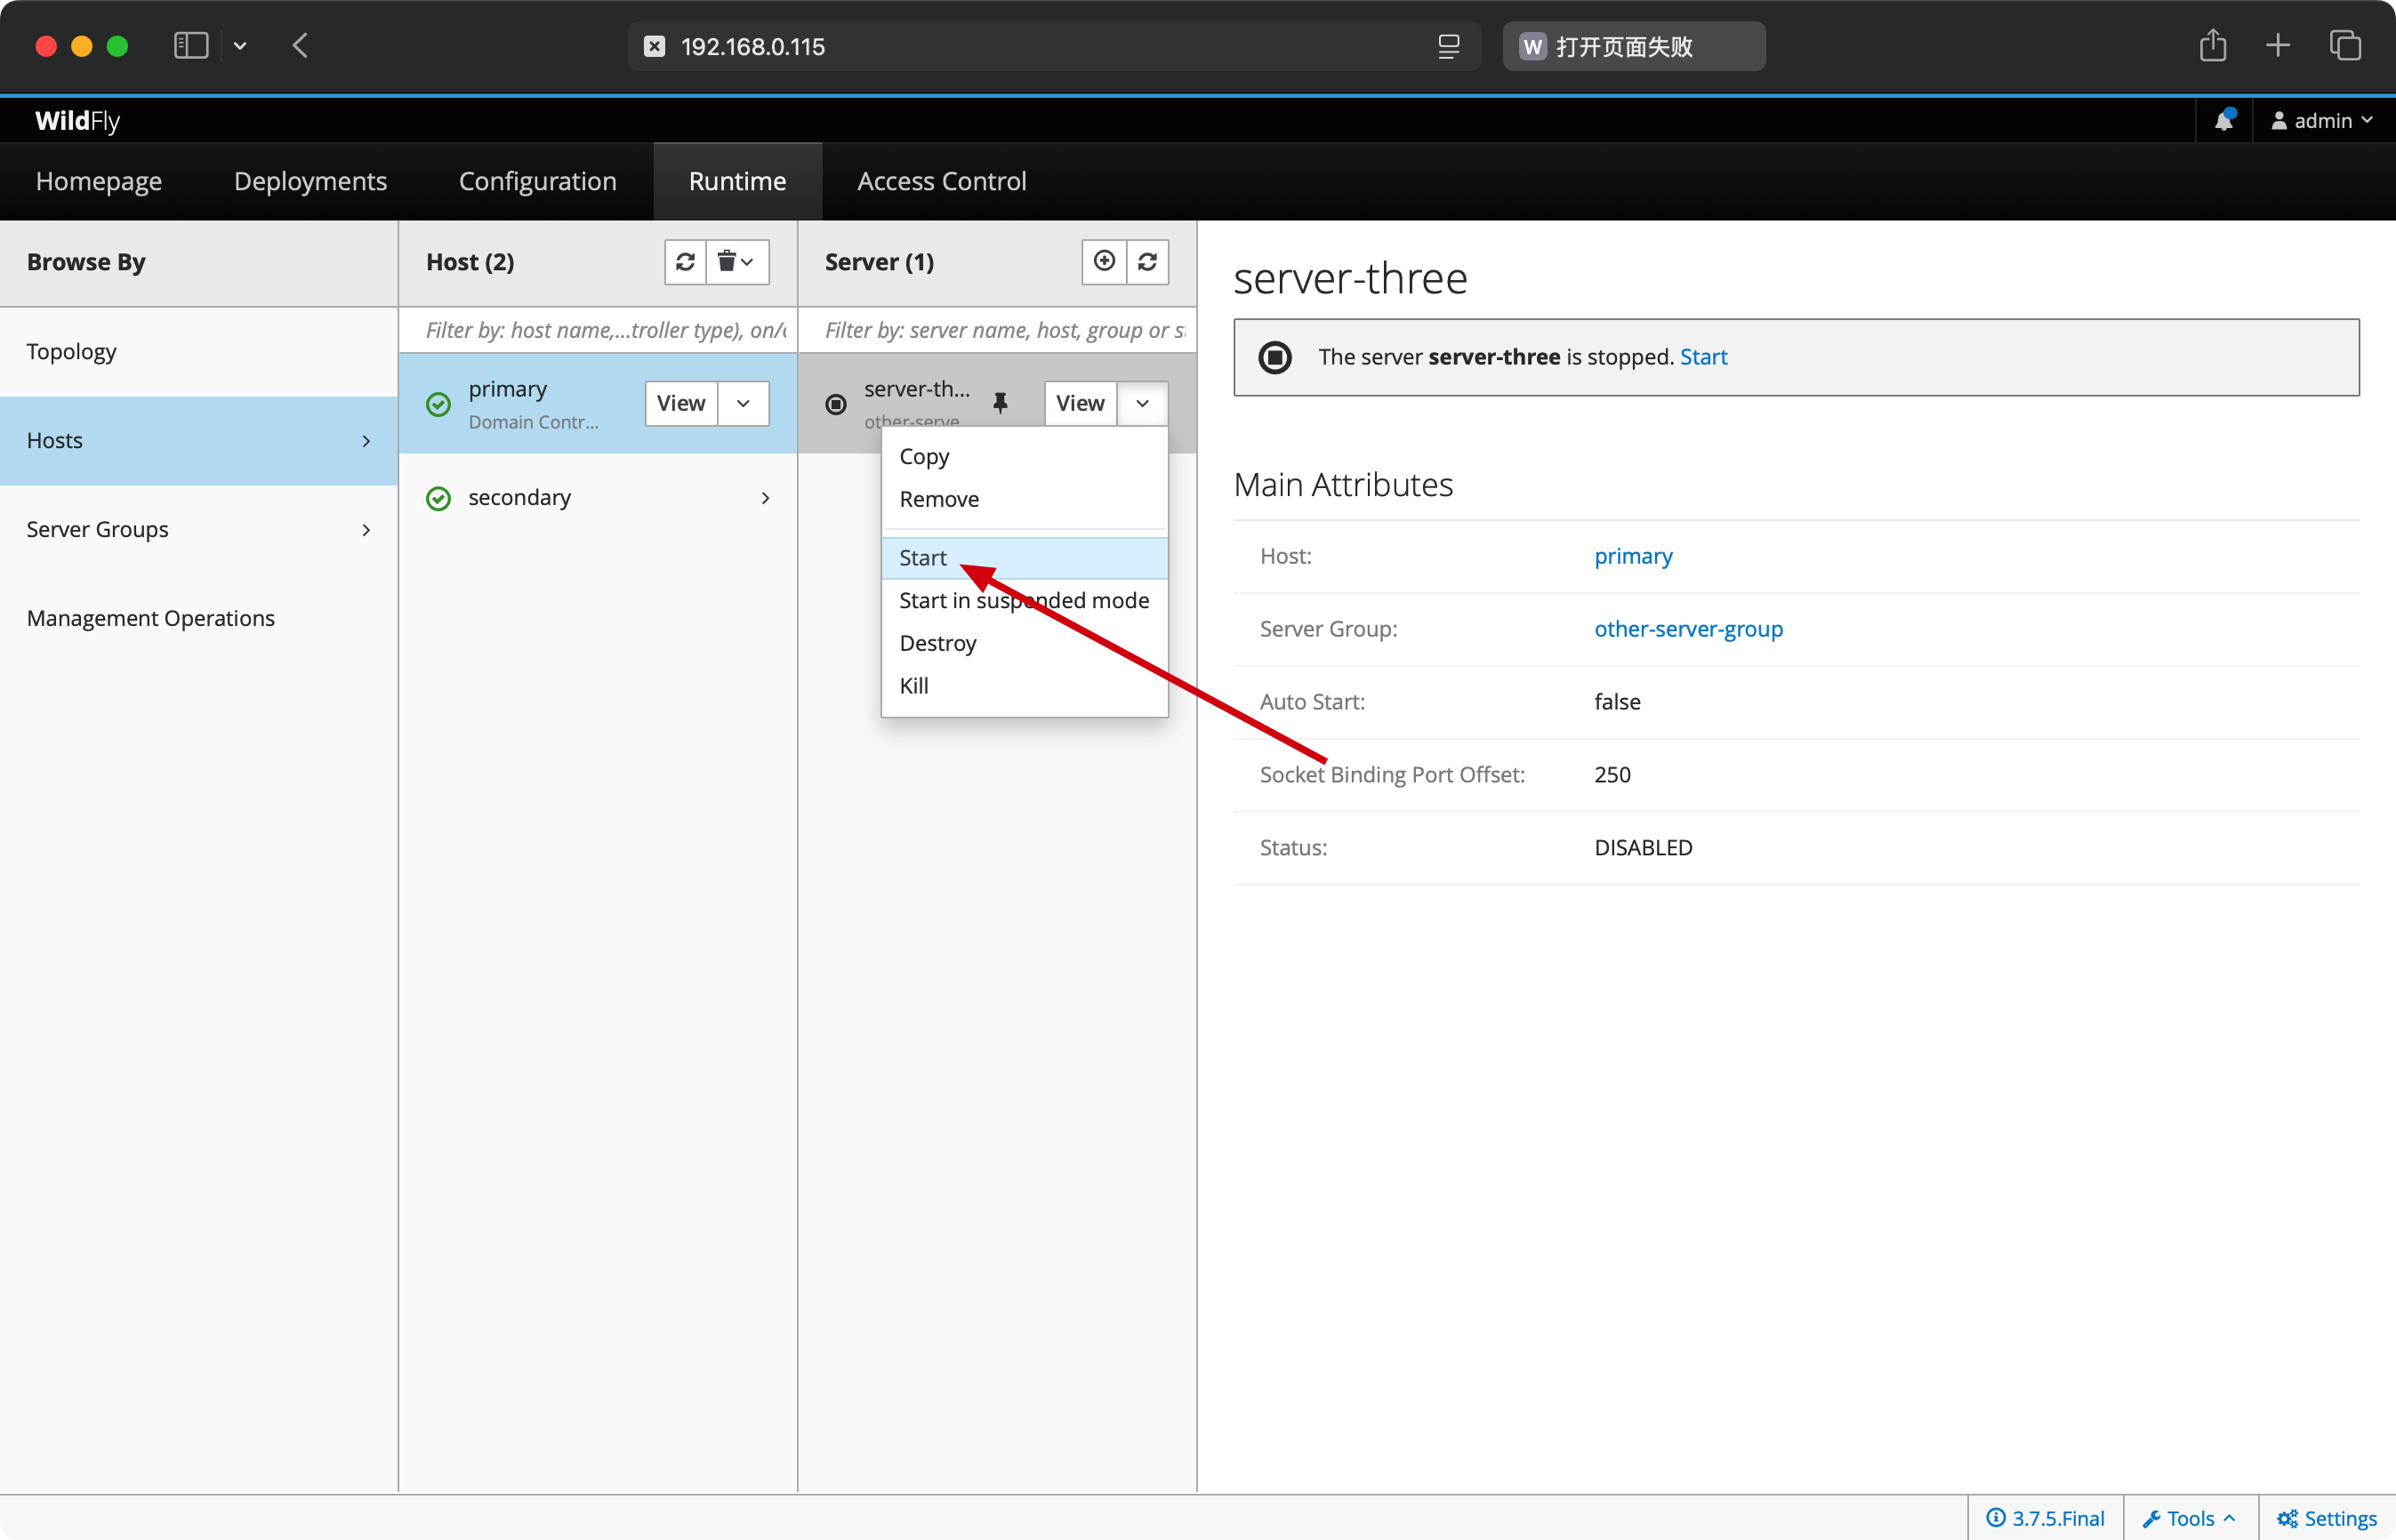 192.168.0.115
W 打开页面失败
WildFly
admin
Homepage Deployments Configuration Runtime Access Control
Browse By
Topology
Hosts
Server Groups
Management Operations
Host (2)
Filter by: host name,...troller type), on/
primary
View
Domain Contr...
secondary
Server (1)
Filter by: server name, host, group or
server-th...
View
other-serve
Copy
Remove
Start
Start in suspended mode
Destroy
Kill
server-three
The server server-three is stopped. Start
Main Attributes
Host: primary
Server Group: other-server-group
Auto Start: false
Socket Binding Port Offset: 250
Status: DISABLED
3.7.5.Final Tools Settings